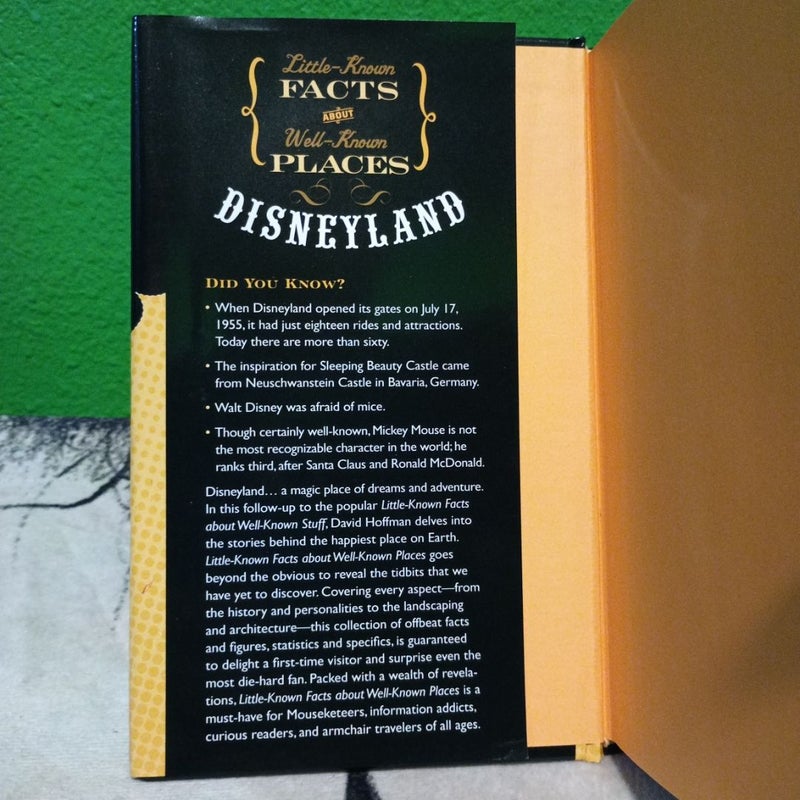 Little-Known
FACTS
ABOUT
Well-Known
PLACES
DISNEYLAND
DID YOU KNOW?
• When Disneyland opened its gates on July 17,
1955, it had just eighteen rides and attractions.
Today there are more than sixty.
• The inspiration for Sleeping Beauty Castle came
from Neuschwanstein Castle in Bavaria, Germany.
• Walt Disney was afraid of mice.
• Though certainly well-known, Mickey Mouse is not
the most recognizable character in the world; he
ranks third, after Santa Claus and Ronald McDonald.
Disneyland… a magic place of dreams and adventure.
In this follow-up to the popular Little-Known Facts
about Well-Known Stuff, David Hoffman delves into
the stories behind the happiest place on Earth.
Little-Known Facts about Well-Known Places goes
beyond the obvious to reveal the tidbits that we
have yet to discover. Covering every aspect—from
the history and personalities to the landscaping
and architecture—this collection of offbeat facts
and figures, statistics and specifics, is guaranteed
to delight a first-time visitor and surprise even the
most die-hard fan. Packed with a wealth of revela-
tions, Little-Known Facts about Well-Known Places is a
must-have for Mouseketeers, information addicts,
curious readers, and armchair travelers of all ages.